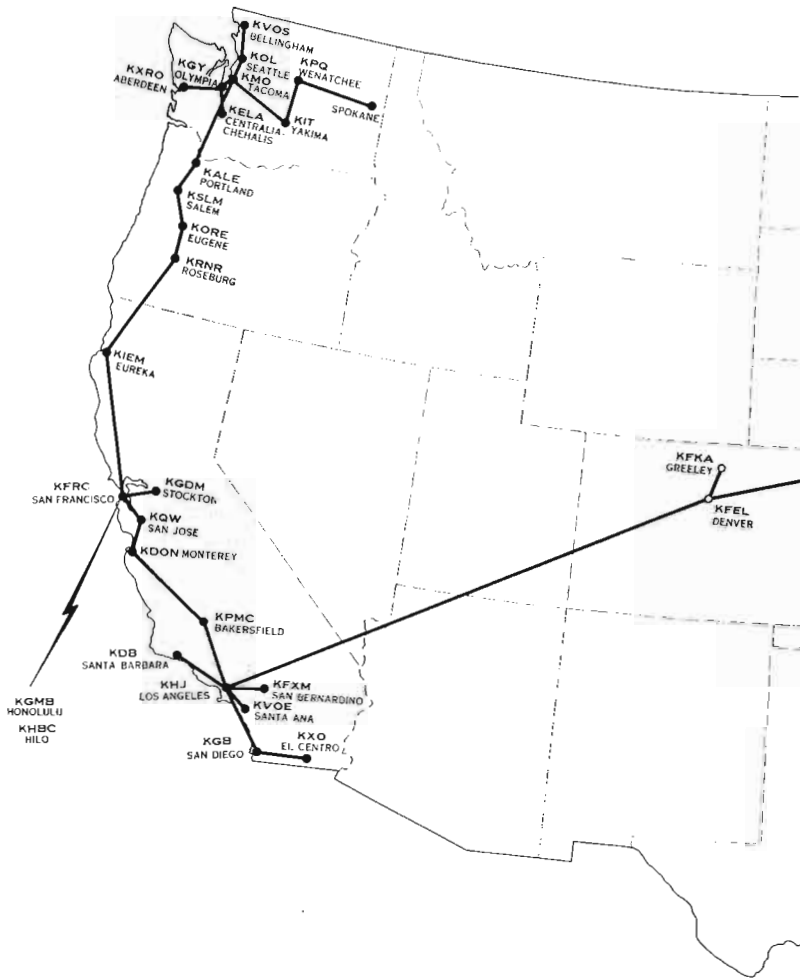 KVOS
BELLINGHAM
KOL
SEATTLE
KPQ
WENATCHEE
KGY
OLYMPIA
KXRO
ABERDEEN
KMO
TACOMA
SPOKANE
KELA
CENTRALIA-
CHEHALIS
KIT
YAKIMA
KALE
PORTLAND
KSLM
SALEM
KORE
EUGENE
KRNR
ROSEBURG
KIEM
EUREKA
KFKA
GREELEY
KFEL
DENVER
KFRC
SAN FRANCISCO
KGDM
STOCKTON
KQW
SAN JOSE
KDON MONTEREY
KPMC
BAKERSFIELD
KDB
SANTA BARBARA
KHJ
LOS ANGELES
KFXM
SAN BERNARDINO
KVOE
SANTA ANA
KGMB
HONOLULU
KHBC
HILO
KGB
SAN DIEGO
KXO
EL CENTRO